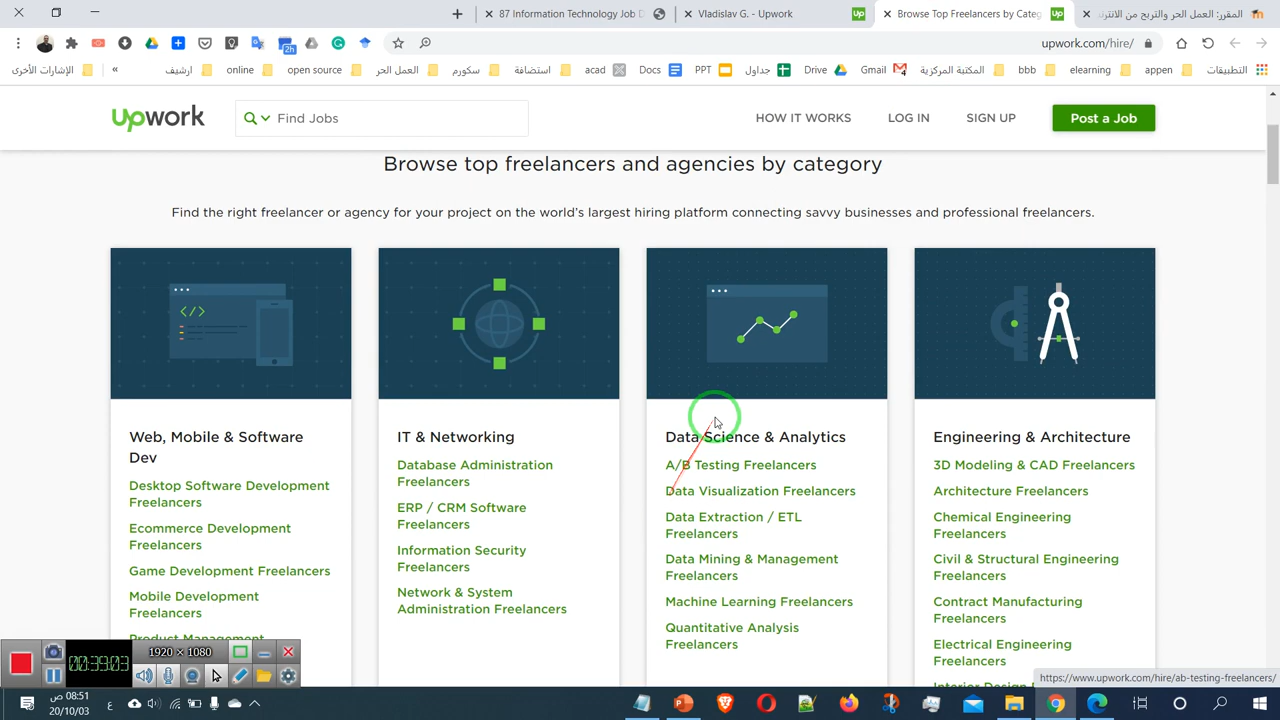 87 Information Technology Job D
Vladislav G. - Upwork
Browse Top Freelancers by Categ
المقرر: العمل الحر والتربح من الانترنت
upwork.com/hire/
2h
الإشارات الأخرى
»
ارشيف
online
open source
العمل الحر
سكورم
استضافة
acad
Docs
PPT
جداول
Drive
Gmail
المكتبة المركزية
bbb
elearning
appen
التطبيقات
upwork
Find Jobs
HOW IT WORKS
LOG IN
SIGN UP
Post a Job
Browse top freelancers and agencies by category
Find the right freelancer or agency for your project on the world’s largest hiring platform connecting savvy businesses and professional freelancers.
Web, Mobile & Software
Dev
Desktop Software Development
Freelancers
Ecommerce Development
Freelancers
Game Development Freelancers
Mobile Development
Freelancers
Product Management
IT & Networking
Database Administration
Freelancers
ERP / CRM Software
Freelancers
Information Security
Freelancers
Network & System
Administration Freelancers
Data Science & Analytics
A/B Testing Freelancers
Data Visualization Freelancers
Data Extraction / ETL
Freelancers
Data Mining & Management
Freelancers
Machine Learning Freelancers
Quantitative Analysis
Freelancers
Engineering & Architecture
3D Modeling & CAD Freelancers
Architecture Freelancers
Chemical Engineering
Freelancers
Civil & Structural Engineering
Freelancers
Contract Manufacturing
Freelancers
Electrical Engineering
Freelancers
https://www.upwork.com/hire/ab-testing-freelancers/
1920 × 1080
00:39:03
08:51 ص
20/10/03
ع